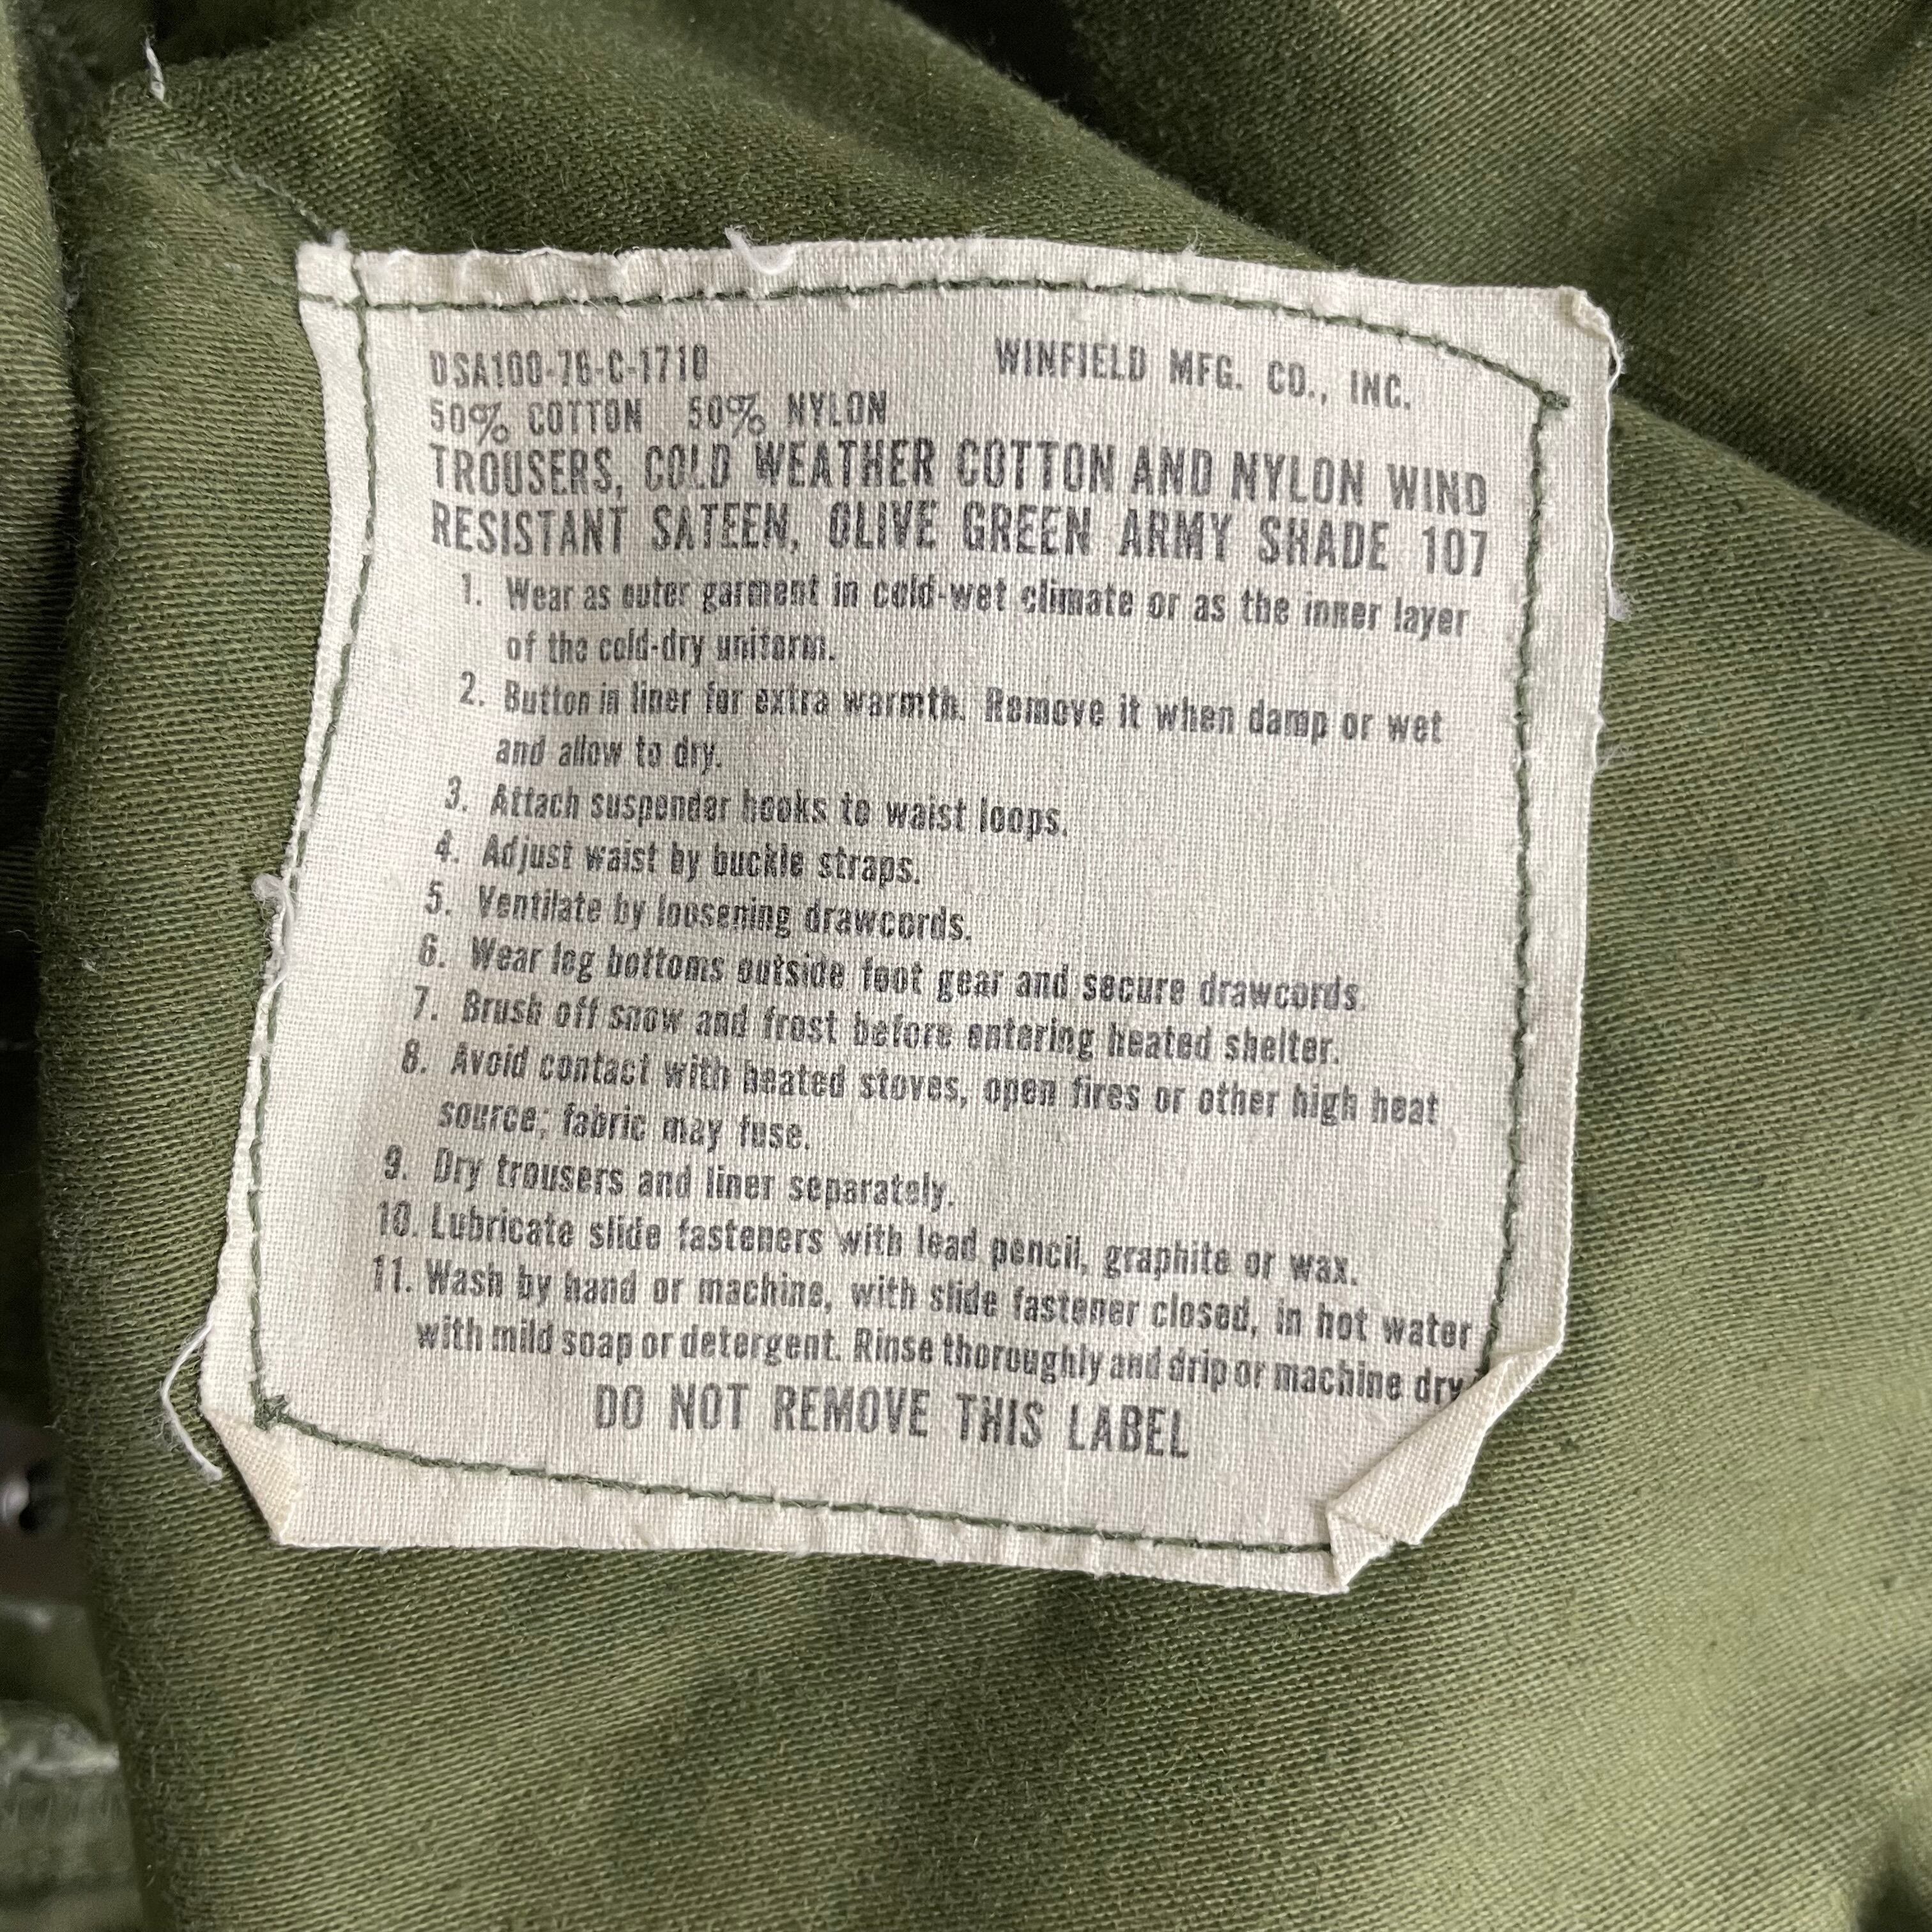 DSA100-76-C-1710 WINFIELD MFG. CO., INC.
50% COTTON 50% NYLON
TROUSERS, COLD WEATHER COTTON AND NYLON WIND
RESISTANT SATEEN, OLIVE GREEN ARMY SHADE 107
1. Wear as outer garment in cold-wet climate or as the inner layer
of the cold-dry uniform.
2. Button in liner for extra warmth. Remove it when damp or wet
and allow to dry.
3. Attach suspender hooks to waist loops.
4. Adjust waist by buckle straps.
5. Ventilate by loosening drawcords.
6. Wear leg bottoms outside foot gear and secure drawcords.
7. Brush off snow and frost before entering heated shelter.
8. Avoid contact with heated stoves, open fires or other high heat
source; fabric may fuse.
9. Dry trousers and liner separately.
10. Lubricate slide fasteners with lead pencil, graphite or wax.
11. Wash by hand or machine, with slide fastener closed, in hot water
with mild soap or detergent. Rinse thoroughly and drip or machine dry.
DO NOT REMOVE THIS LABEL